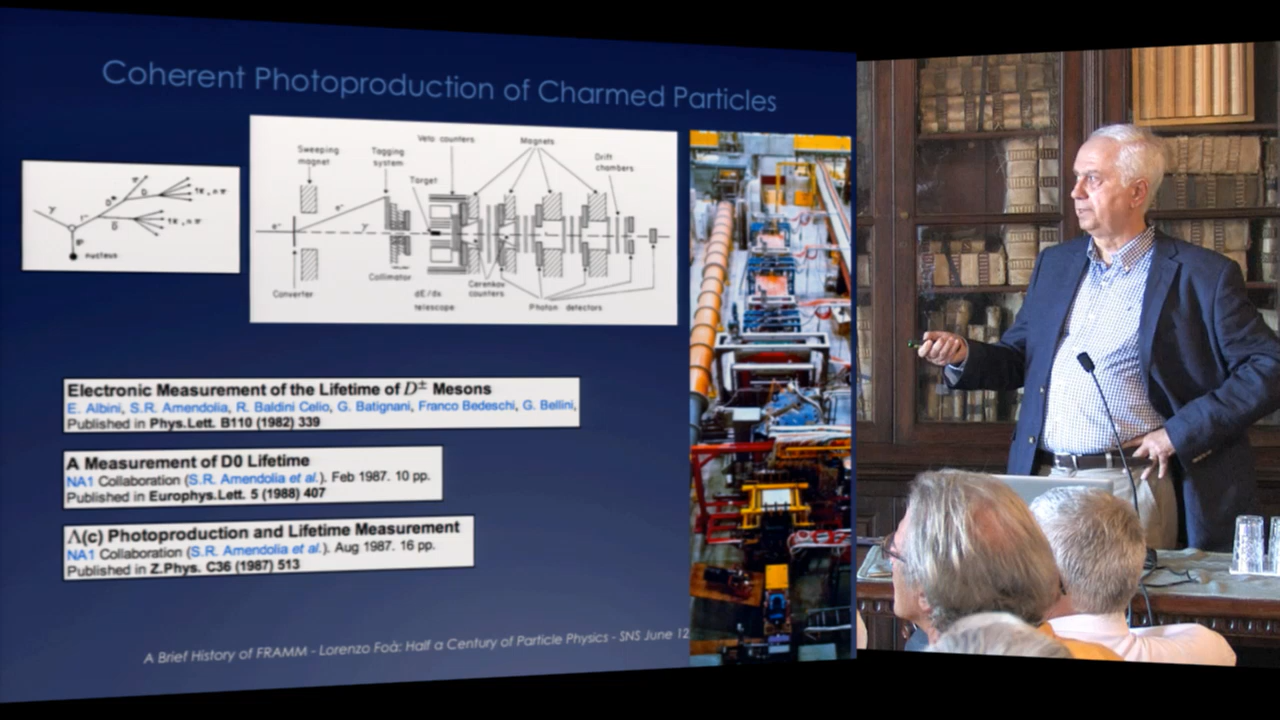 Coherent Photoproduction of Charmed Particles
γ
π
D
D*
D̄
nucleus
Sweeping magnet
Tagging system
Veto counters
Target
Magnets
Drift chambers
e⁻
e⁻
γ
Converter
Collimator
dE/dx telescope
Cerenkov counters
Photon detectors
Electronic Measurement of the Lifetime of D± Mesons
E. Albini, S.R. Amendolia, R. Baldini Celio, G. Batignani, Franco Bedeschi, G. Bellini,
Published in Phys.Lett. B110 (1982) 339
A Measurement of D0 Lifetime
NA1 Collaboration (S.R. Amendolia et al.). Feb 1987. 10 pp.
Published in Europhys.Lett. 5 (1988) 407
Λ(c) Photoproduction and Lifetime Measurement
NA1 Collaboration (S.R. Amendolia et al.). Aug 1987. 16 pp.
Published in Z.Phys. C36 (1987) 513
A Brief History of FRAMM - Lorenzo Foà: Half a Century of Particle Physics - SNS June 12